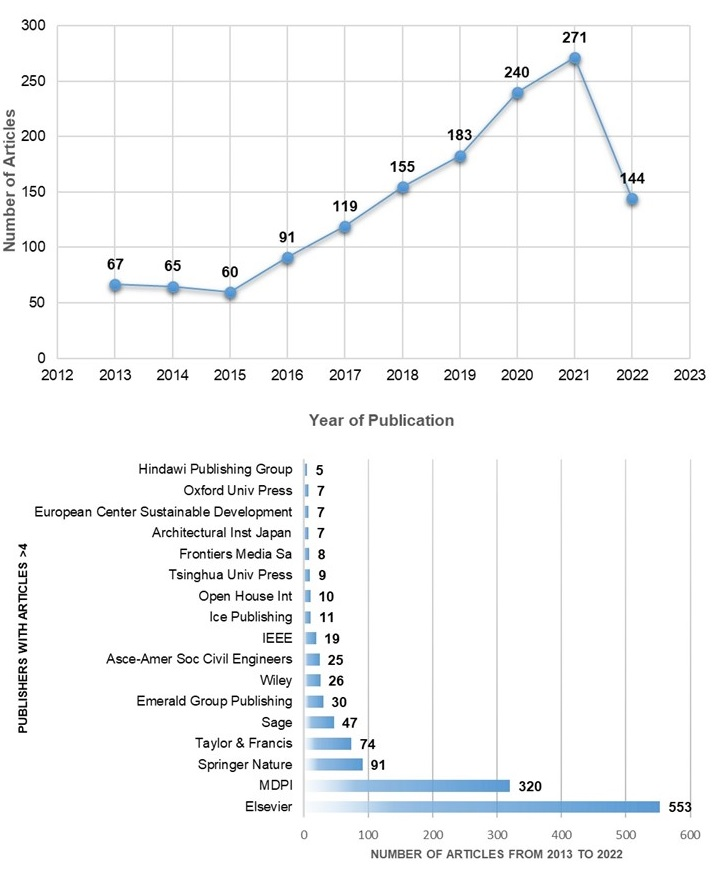 300
271
250
240
200
183
155
150
144
119
100
91
67
65
60
50
0
2012 2013 2014 2015 2016 2017 2018 2019 2020 2021 2022 2023
Number of Articles
Year of Publication
PUBLISHERS WITH ARTICLES >4
Hindawi Publishing Group 5
Oxford Univ Press 7
European Center Sustainable Development 7
Architectural Inst Japan 7
Frontiers Media Sa 8
Tsinghua Univ Press 9
Open House Int 10
Ice Publishing 11
IEEE 19
Asce-Amer Soc Civil Engineers 25
Wiley 26
Emerald Group Publishing 30
Sage 47
Taylor & Francis 74
Springer Nature 91
MDPI 320
Elsevier 553
0 100 200 300 400 500 600
NUMBER OF ARTICLES FROM 2013 TO 2022